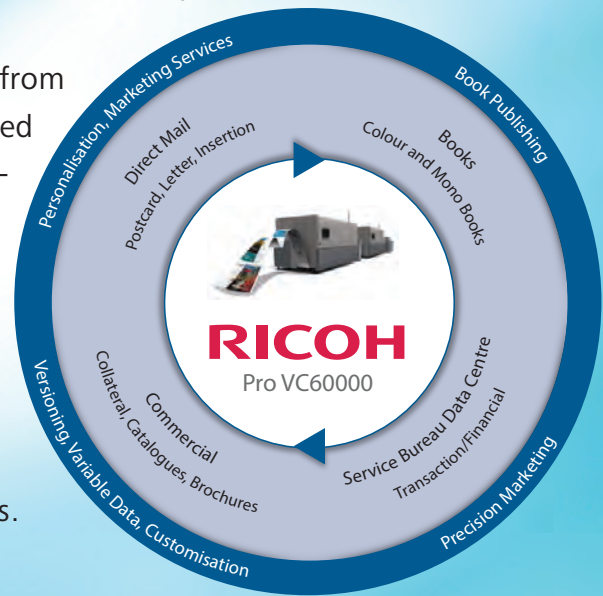 from
ed
-
s.
Personalisation, Marketing Services
Direct Mail
Postcard, Letter, Insertion
Book Publishing
Books
Colour and Mono Books
RICOH
Pro VC60000
Versioning, Variable Data, Customisation
Commercial
Collateral, Catalogues, Brochures
Service Bureau Data Centre
Transaction/Financial
Precision Marketing